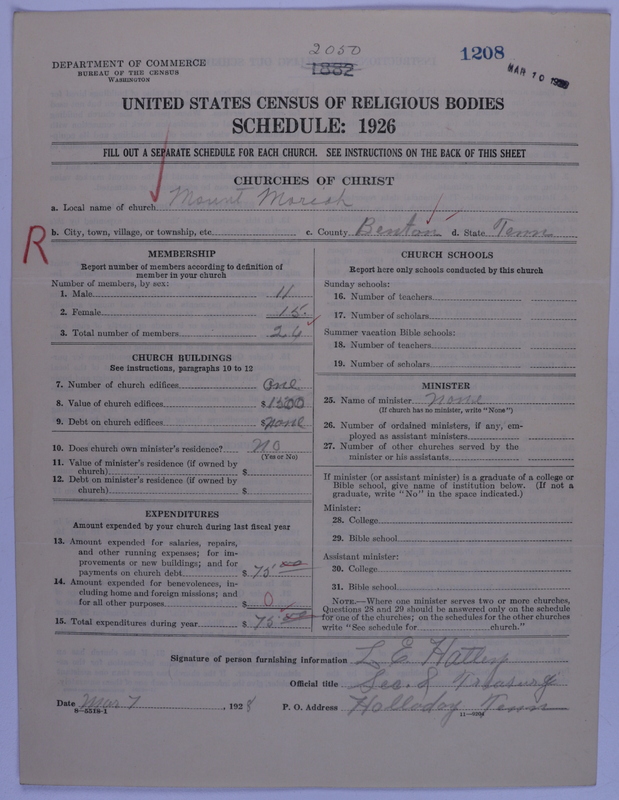 2050
1208
DEPARTMENT OF COMMERCE
BUREAU OF THE CENSUS
WASHINGTON
1882
MAR 10
UNITED STATES CENSUS OF RELIGIOUS BODIES
SCHEDULE: 1926
FILL OUT A SEPARATE SCHEDULE FOR EACH CHURCH. SEE INSTRUCTIONS ON THE BACK OF THIS SHEET
CHURCHES OF CHRIST
a. Local name of church Mount Moriah
R
b. City, town, village, or township, etc. c. County Benton d. State Tenn
MEMBERSHIP
Report number of members according to definition of
member in your church
Number of members, by sex:
1. Male 11
2. Female 15.
3. Total number of members 26
CHURCH BUILDINGS
See instructions, paragraphs 10 to 12
7. Number of church edifices One
8. Value of church edifices $1500
9. Debt on church edifices $none
10. Does church own minister's residence? No
(Yes or No)
11. Value of minister's residence (if owned by
church) $
12. Debt on minister's residence (if owned by
church) $
EXPENDITURES
Amount expended by your church during last fiscal year
13. Amount expended for salaries, repairs,
and other running expenses; for im-
provements or new buildings; and for
payments on church debt $ 75 00
14. Amount expended for benevolences, in-
cluding home and foreign missions; and
for all other purposes $ 0
15. Total expenditures during year $ 75 00
CHURCH SCHOOLS
Report here only schools conducted by this church
Sunday schools:
16. Number of teachers
17. Number of scholars
Summer vacation Bible schools:
18. Number of teachers
19. Number of scholars
MINISTER
25. Name of minister none
(If church has no minister, write "None")
26. Number of ordained ministers, if any, em-
ployed as assistant ministers
27. Number of other churches served by the
minister or his assistants
If minister (or assistant minister) is a graduate of a college or
Bible school, give name of institution below. (If not a
graduate, write "No" in the space indicated.)
Minister:
28. College
29. Bible school
Assistant minister:
30. College
31. Bible school
NOTE.—Where one minister serves two or more churches,
Questions 28 and 29 should be answered only on the schedule
for one of the churches; on the schedules for the other churches
write "See schedule for church."
Signature of person furnishing information L E Hatley
Official title Sec. & Treasury
Date Mar 7, 1928 P. O. Address Holladay Tenn
8—5518-1